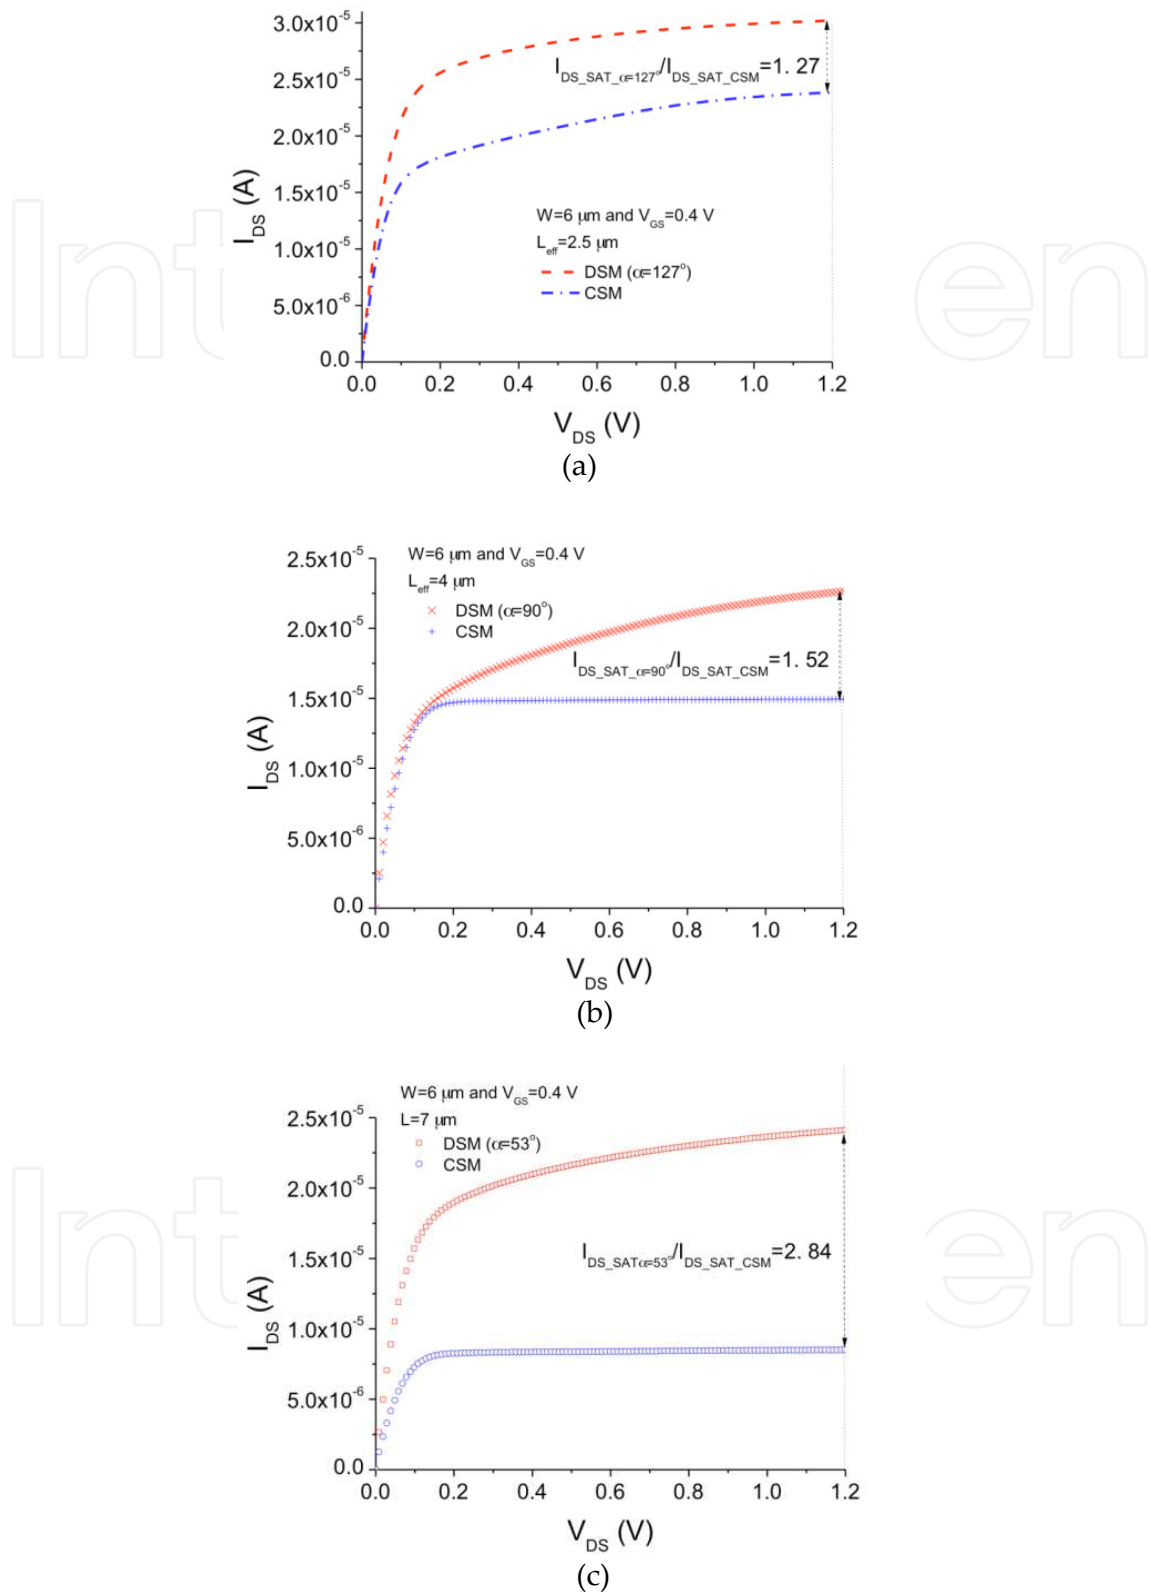 3.0x10⁻⁵
2.5x10⁻⁵
2.0x10⁻⁵
1.5x10⁻⁵
1.0x10⁻⁵
5.0x10⁻⁶
0.0
I_DS (A)
I_DS_SAT_α=127°/I_DS_SAT_CSM=1. 27
W=6 µm and V_GS=0.4 V
L_eff=2.5 µm
DSM (α=127°)
CSM
0.0 0.2 0.4 0.6 0.8 1.0 1.2
V_DS (V)
(a)
Int en
2.5x10⁻⁵
2.0x10⁻⁵
1.5x10⁻⁵
1.0x10⁻⁵
5.0x10⁻⁶
0.0
I_DS (A)
W=6 µm and V_GS=0.4 V
L_eff=4 µm
DSM (α=90°)
CSM
I_DS_SAT_α=90°/I_DS_SAT_CSM=1. 52
0.0 0.2 0.4 0.6 0.8 1.0 1.2
V_DS (V)
(b)
W=6 µm and V_GS=0.4 V
L=7 µm
DSM (α=53°)
CSM
2.5x10⁻⁵
2.0x10⁻⁵
1.5x10⁻⁵
1.0x10⁻⁵
5.0x10⁻⁶
0.0
I_DS (A)
I_DS_SATα=53°/I_DS_SAT_CSM=2. 84
0.0 0.2 0.4 0.6 0.8 1.0 1.2
V_DS (V)
(c)
Int en